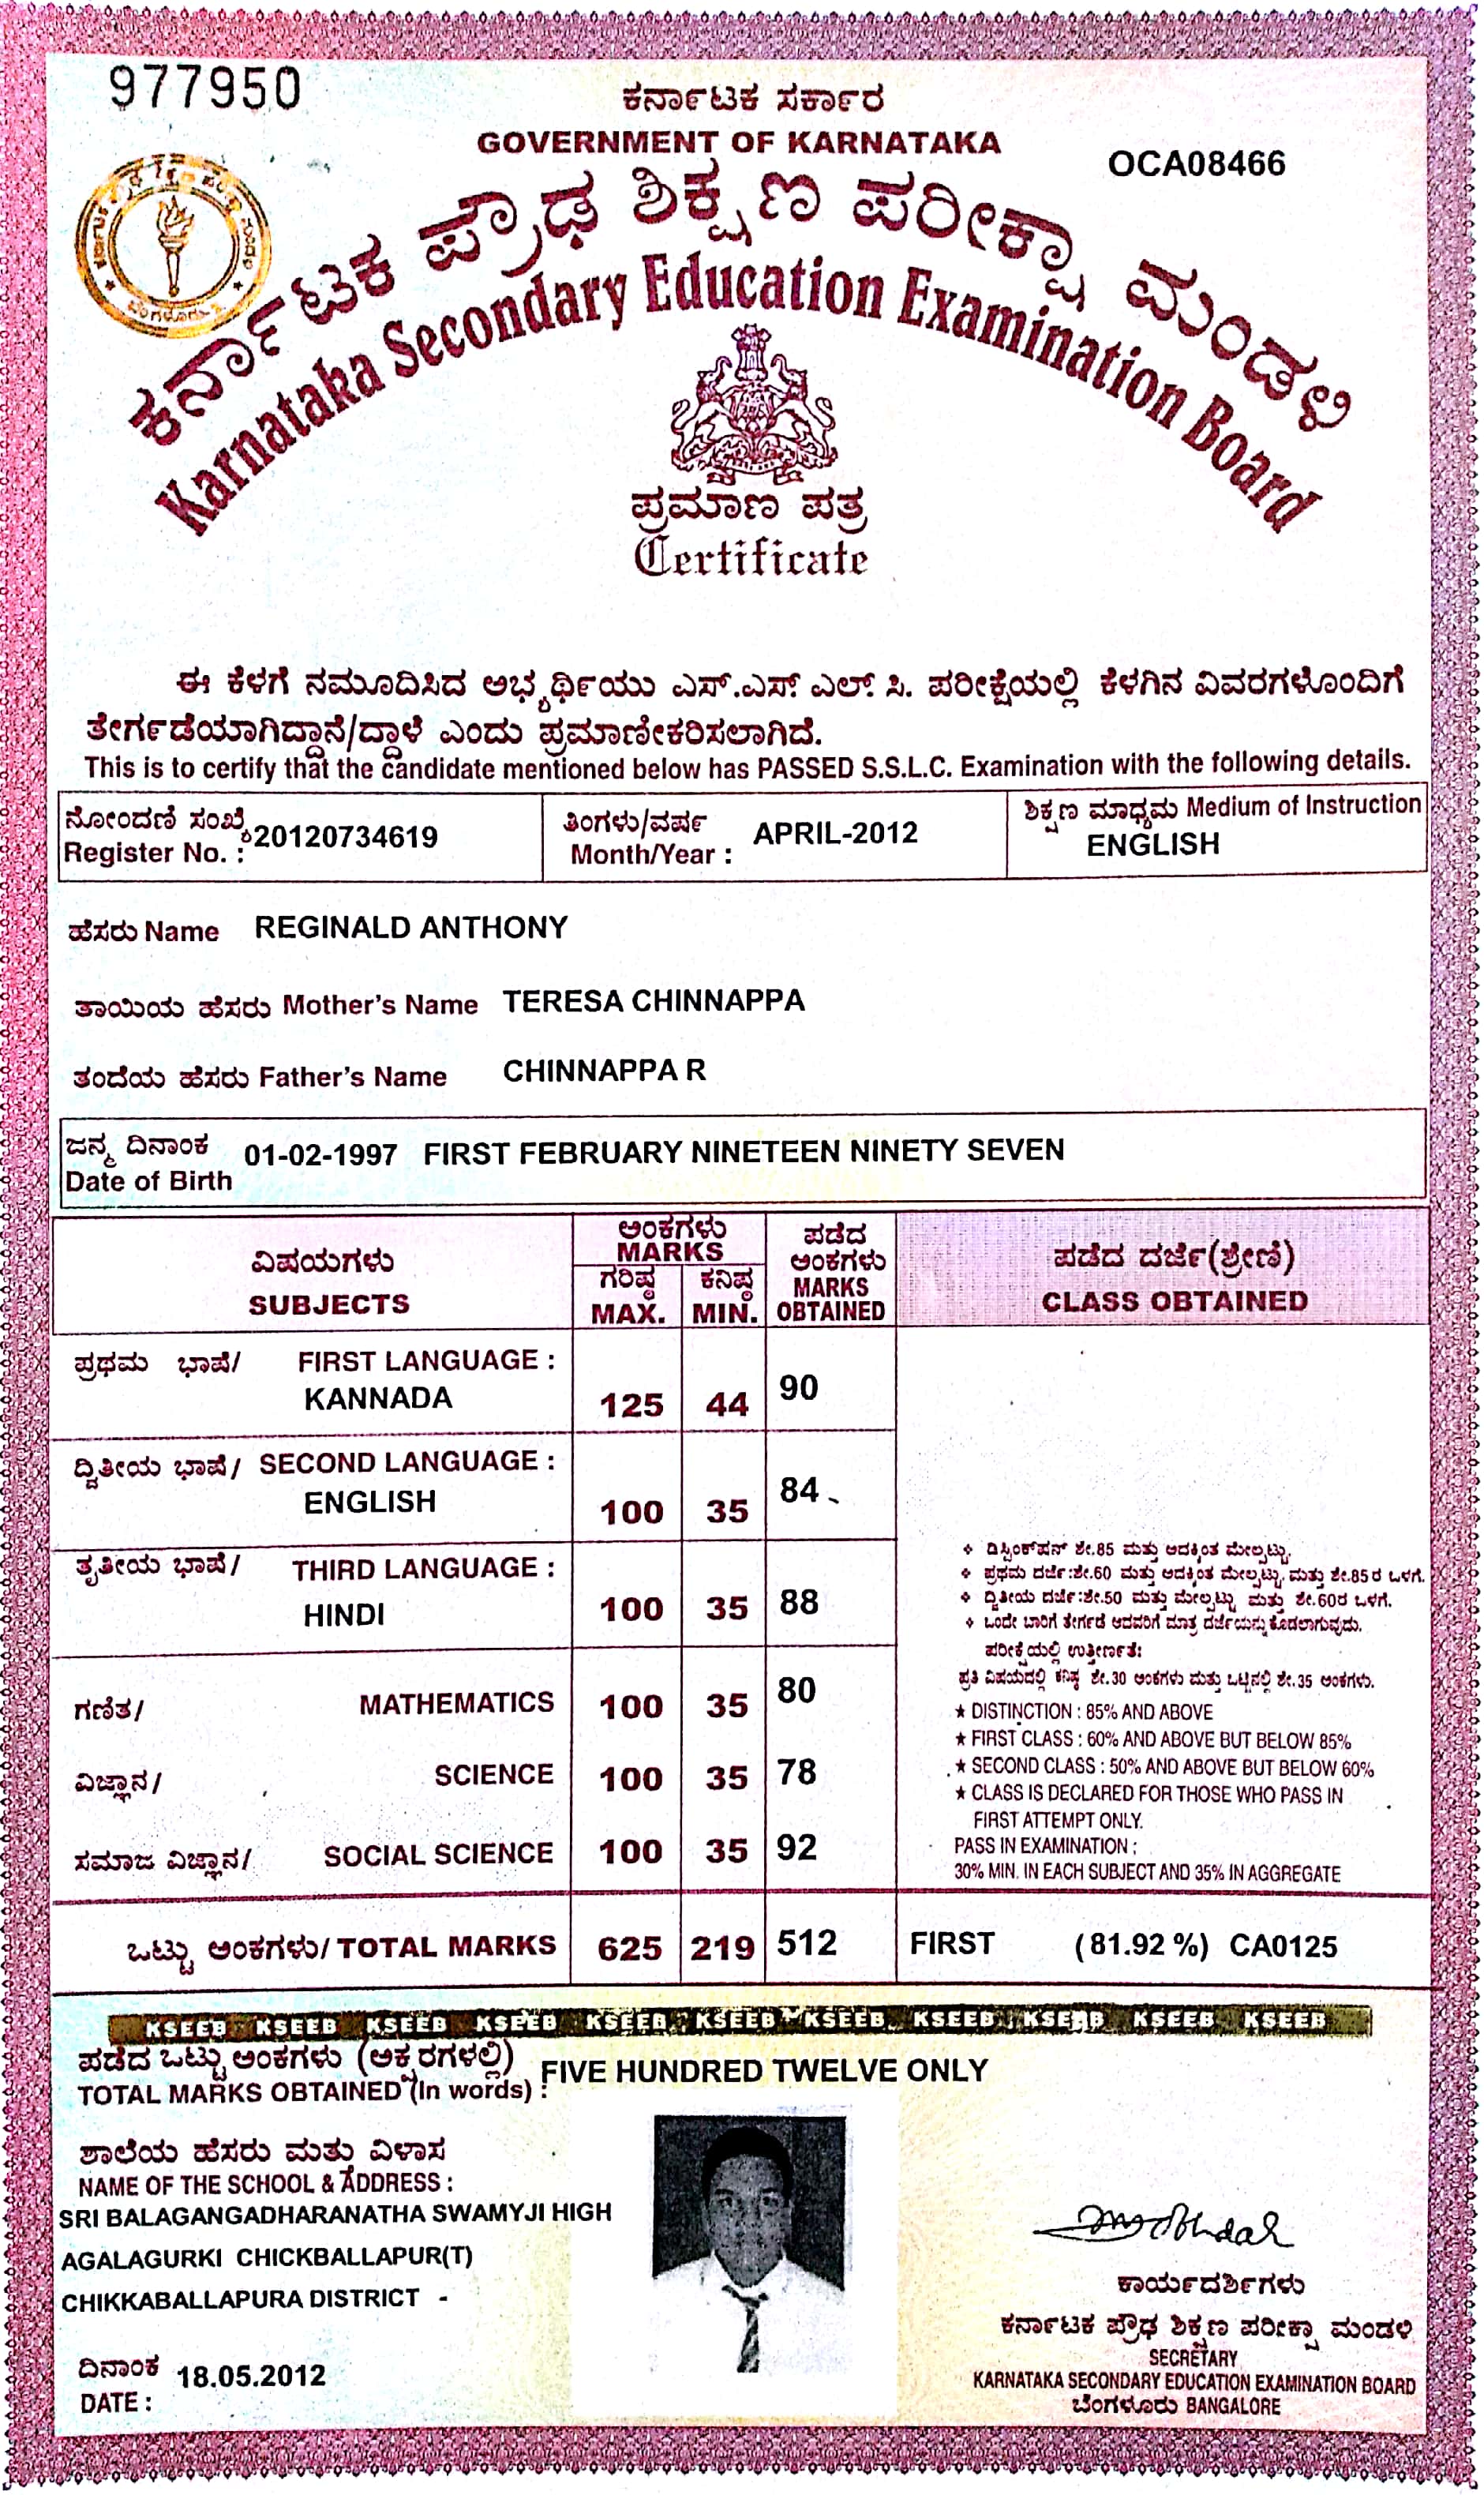 977950
ಕರ್ನಾಟಕ ಸರ್ಕಾರ
GOVERNMENT OF KARNATAKA
OCA08466
ಕರ್ನಾಟಕ ಪ್ರೌಢ ಶಿಕ್ಷಣ ಪರೀಕ್ಷಾ ಮಂಡಳಿ
Karnataka Secondary Education Examination Board
ಪ್ರಮಾಣ ಪತ್ರ
Certificate
ಈ ಕೆಳಗೆ ನಮೂದಿಸಿದ ಅಭ್ಯರ್ಥಿಯು ಎಸ್.ಎಸ್ ಎಲ್. ಸಿ. ಪರೀಕ್ಷೆಯಲ್ಲಿ ಕೆಳಗಿನ ವಿವರಗಳೊಂದಿಗೆ
ತೇರ್ಗಡೆಯಾಗಿದ್ದಾನೆ/ದ್ದಾಳೆ ಎಂದು ಪ್ರಮಾಣೀಕರಿಸಲಾಗಿದೆ.
This is to certify that the candidate mentioned below has PASSED S.S.L.C. Examination with the following details.
ನೋಂದಣಿ ಸಂಖ್ಯೆ
Register No. : 20120734619
ತಿಂಗಳು/ವರ್ಷ
Month/Year : APRIL-2012
ಶಿಕ್ಷಣ ಮಾಧ್ಯಮ Medium of Instruction
ENGLISH
ಹೆಸರು Name REGINALD ANTHONY
ತಾಯಿಯ ಹೆಸರು Mother's Name TERESA CHINNAPPA
ತಂದೆಯ ಹೆಸರು Father's Name CHINNAPPA R
ಜನ್ಮ ದಿನಾಂಕ
Date of Birth 01-02-1997 FIRST FEBRUARY NINETEEN NINETY SEVEN
ವಿಷಯಗಳು
SUBJECTS
ಅಂಕಗಳು
MARKS
ಗರಿಷ್ಠ ಕನಿಷ್ಠ
MAX. MIN.
ಪಡೆದ
ಅಂಕಗಳು
MARKS
OBTAINED
ಪಡೆದ ದರ್ಜೆ(ಶ್ರೇಣಿ)
CLASS OBTAINED
ಪ್ರಥಮ ಭಾಷೆ/ FIRST LANGUAGE :
KANNADA 125 44 90
ದ್ವಿತೀಯ ಭಾಷೆ/ SECOND LANGUAGE :
ENGLISH 100 35 84
ತೃತೀಯ ಭಾಷೆ/ THIRD LANGUAGE :
HINDI 100 35 88
ಗಣಿತ/ MATHEMATICS 100 35 80
ವಿಜ್ಞಾನ/ SCIENCE 100 35 78
ಸಮಾಜ ವಿಜ್ಞಾನ/ SOCIAL SCIENCE 100 35 92
ಡಿಸ್ಟಿಂಕ್ಷನ್ ಶೇ.85 ಮತ್ತು ಅದಕ್ಕಿಂತ ಮೇಲ್ಪಟ್ಟು.
ಪ್ರಥಮ ದರ್ಜೆ:ಶೇ.60 ಮತ್ತು ಅದಕ್ಕಿಂತ ಮೇಲ್ಪಟ್ಟು. ಮತ್ತು ಶೇ.85ರ ಒಳಗೆ.
ದ್ವಿತೀಯ ದರ್ಜೆ:ಶೇ.50 ಮತ್ತು ಮೇಲ್ಪಟ್ಟು ಮತ್ತು ಶೇ.60ರ ಒಳಗೆ.
ಒಂದೇ ಬಾರಿಗೆ ತೇರ್ಗಡೆ ಆದವರಿಗೆ ಮಾತ್ರ ದರ್ಜೆಯನ್ನು ಕೊಡಲಾಗುವುದು.
ಪರೀಕ್ಷೆಯಲ್ಲಿ ಉತ್ತೀರ್ಣತೆ:
ಪ್ರತಿ ವಿಷಯದಲ್ಲಿ ಕನಿಷ್ಠ ಶೇ.30 ಅಂಕಗಳು ಮತ್ತು ಒಟ್ಟಿನಲ್ಲಿ ಶೇ.35 ಅಂಕಗಳು.
★ DISTINCTION : 85% AND ABOVE
★ FIRST CLASS : 60% AND ABOVE BUT BELOW 85%
★ SECOND CLASS : 50% AND ABOVE BUT BELOW 60%
★ CLASS IS DECLARED FOR THOSE WHO PASS IN
FIRST ATTEMPT ONLY.
PASS IN EXAMINATION :
30% MIN. IN EACH SUBJECT AND 35% IN AGGREGATE
ಒಟ್ಟು ಅಂಕಗಳು/ TOTAL MARKS 625 219 512 FIRST (81.92 %) CA0125
KSEEB KSEEB KSEEB KSEEB KSEEB KSEEB KSEEB KSEEB KSEEB KSEEB KSEEB
ಪಡೆದ ಒಟ್ಟು ಅಂಕಗಳು (ಅಕ್ಷರಗಳಲ್ಲಿ)
TOTAL MARKS OBTAINED (In words) : FIVE HUNDRED TWELVE ONLY
ಶಾಲೆಯ ಹೆಸರು ಮತ್ತು ವಿಳಾಸ
NAME OF THE SCHOOL & ADDRESS :
SRI BALAGANGADHARANATHA SWAMYJI HIGH
AGALAGURKI CHICKBALLAPUR(T)
CHIKKABALLAPURA DISTRICT -
ದಿನಾಂಕ
DATE : 18.05.2012
ಕಾರ್ಯದರ್ಶಿಗಳು
ಕರ್ನಾಟಕ ಪ್ರೌಢ ಶಿಕ್ಷಣ ಪರೀಕ್ಷಾ ಮಂಡಳಿ
SECRETARY
KARNATAKA SECONDARY EDUCATION EXAMINATION BOARD
ಬೆಂಗಳೂರು BANGALORE